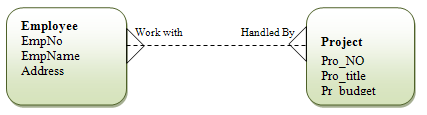 Employee
EmpNo
EmpName
Address
Work with
Handled By
Project
Pro_NO
Pro_title
Pr_budget